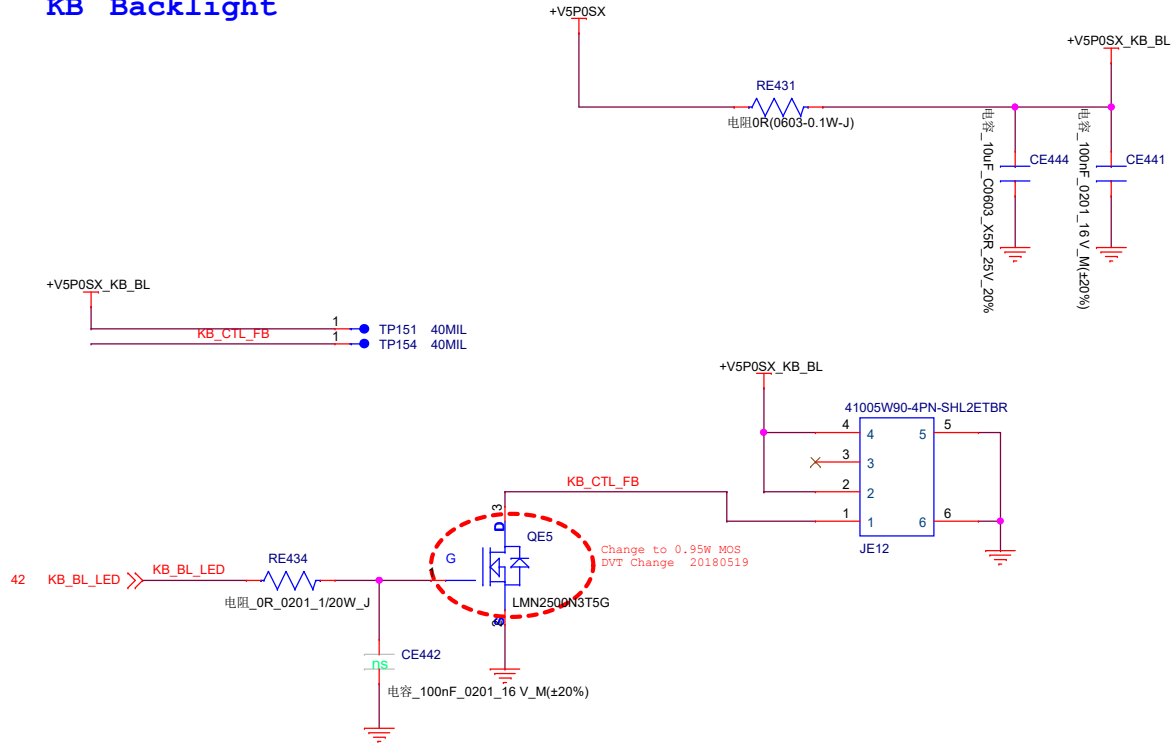 KB Backlight
+V5P0SX
+V5P0SX_KB_BL
RE431
电阻0R(0603-0.1W-J)
电容_10uF_C0603_X5R_25V_20%
CE444
电容_100nF_0201_16 V_M(±20%)
CE441
+V5P0SX_KB_BL
1
TP151 40MIL
KB_CTL_FB
1
TP154 40MIL
+V5P0SX_KB_BL
41005W90-4PN-SHL2ETBR
4 4 5 5
3 3
2 2
1 1 6 6
JE12
KB_CTL_FB
3
D
QE5
G
Change to 0.95W MOS
DVT Change 20180519
LMN2500N3T5G
S
RE434
42 KB_BL_LED
KB_BL_LED
电阻_0R_0201_1/20W_J
CE442
ns
电容_100nF_0201_16 V_M(±20%)